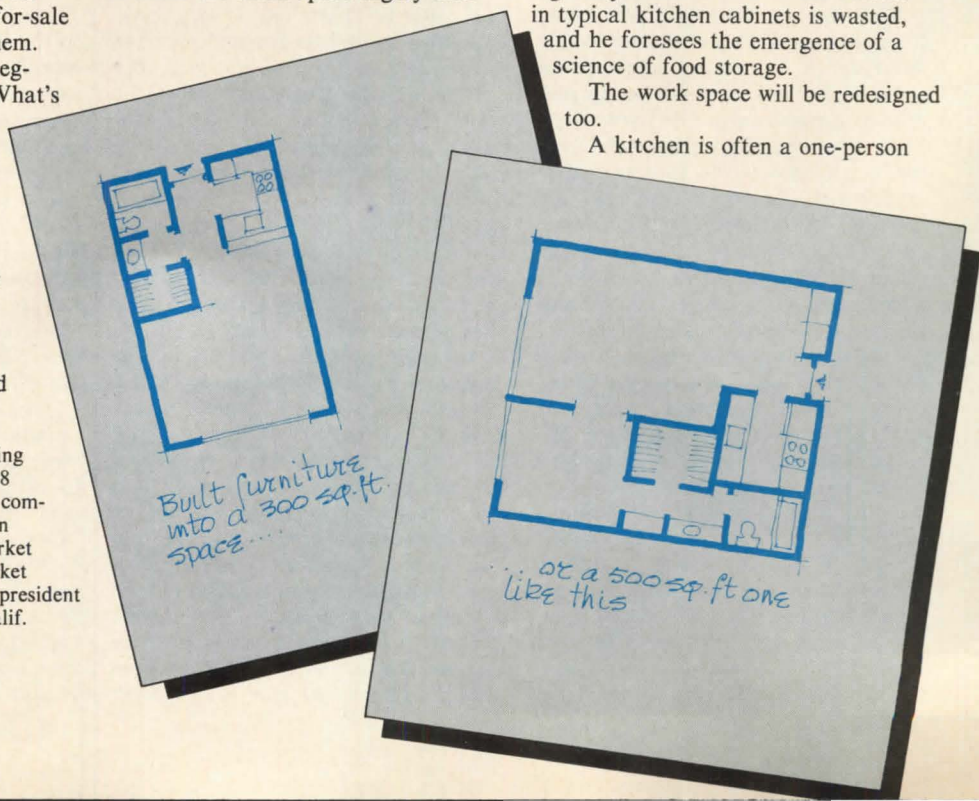 for-sale
em.
eg-
What's
d
ing
8
com-
n
rket
ket
president
lif.
in typical kitchen cabinets is wasted,
and he foresees the emergence of a
science of food storage.
The work space will be redesigned
too.
A kitchen is often a one-person
Built furniture
into a 300 sq. ft.
space....
... or a 500 sq. ft one
like this